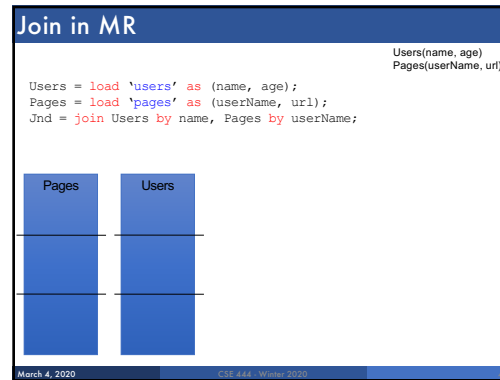 Join in MR
Users(name, age)
Pages(userName, url)
Users = load ‘users’ as (name, age);
Pages = load ‘pages’ as (userName, url);
Jnd = join Users by name, Pages by userName;
Pages Users
March 4, 2020 CSE 444 - Winter 2020